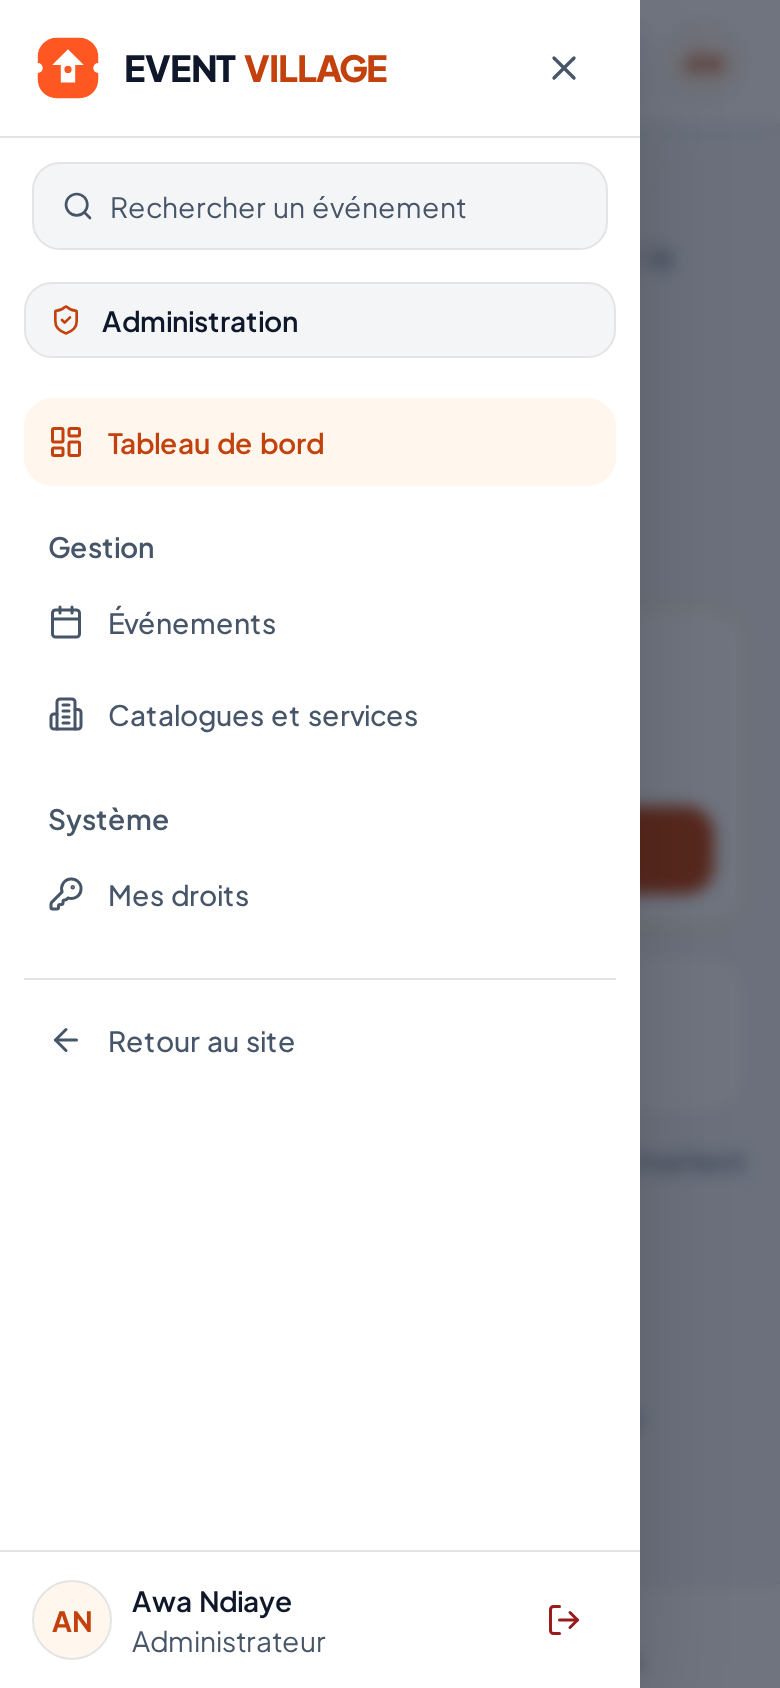 EVENT VILLAGE
Rechercher un événement
Administration
Tableau de bord
Gestion
Événements
Catalogues et services
Système
Mes droits
Retour au site
AN
Awa Ndiaye
Administrateur